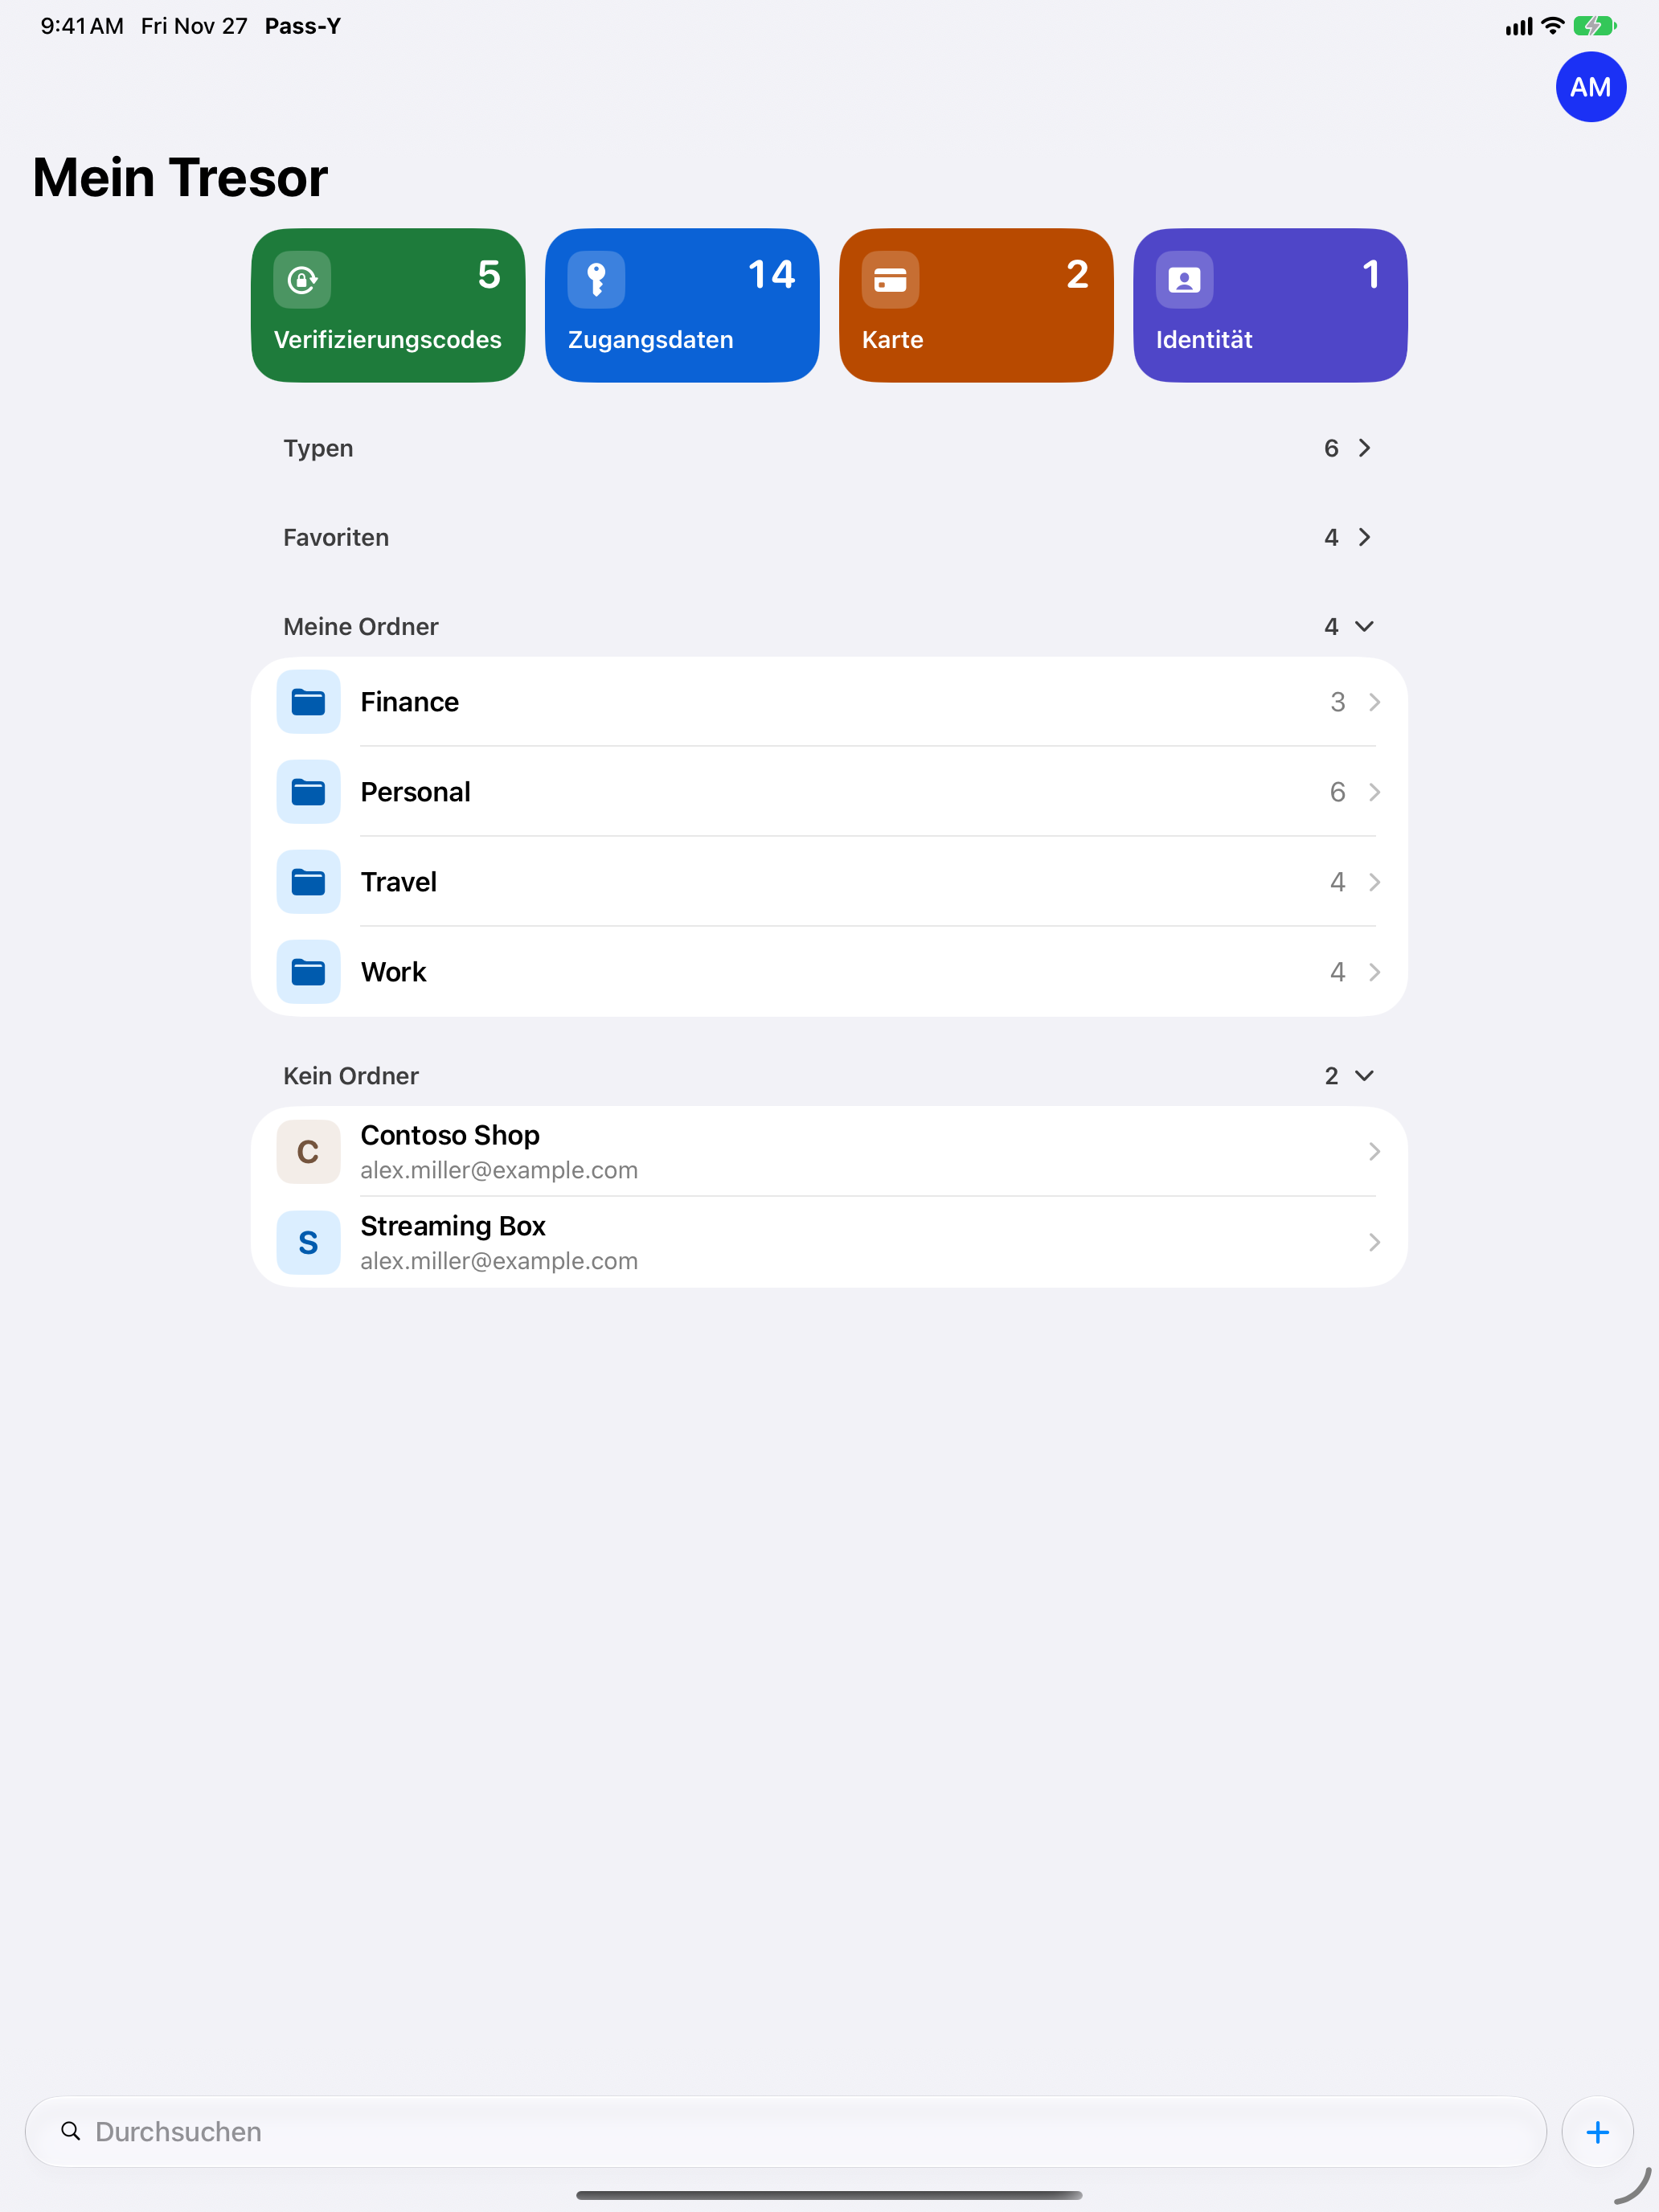 9:41 AM Fri Nov 27 Pass-Y
AM
Mein Tresor
5
Verifizierungscodes
14
Zugangsdaten
2
Karte
1
Identität
Typen 6
Favoriten 4
Meine Ordner 4
Finance 3
Personal 6
Travel 4
Work 4
Kein Ordner 2
C
Contoso Shop
alex.miller@example.com
S
Streaming Box
alex.miller@example.com
Durchsuchen